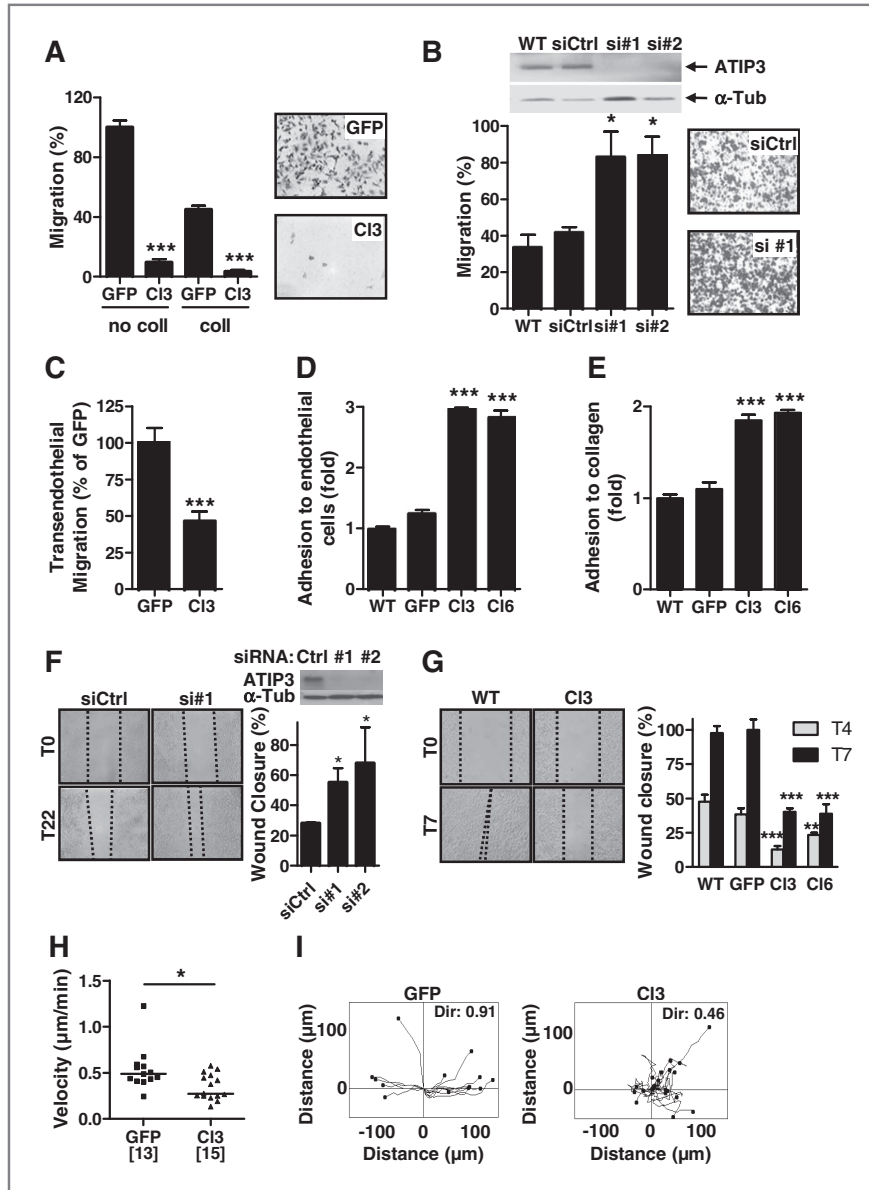 A
Migration (%)
120
80
40
0
GFP
Cl3
GFP
Cl3
***
***
no coll
coll
GFP
Cl3
B
WT siCtrl si#1 si#2
ATIP3
α-Tub
Migration (%)
100
80
60
40
20
0
*
*
WT siCtrl si#1 si#2
siCtrl
si #1
C
Transendothelial
Migration (% of GFP)
125
100
75
50
25
0
***
GFP Cl3
D
Adhesion to endothelial
cells (fold)
3
2
1
0
*** ***
WT GFP Cl3 Cl6
E
Adhesion to collagen
(fold)
2
1
0
*** ***
WT GFP Cl3 Cl6
F
siCtrl si#1
T0
T22
siRNA: Ctrl #1 #2
ATIP3
α-Tub
Wound Closure (%)
100
80
60
40
20
0
*
*
siCtrl
si#1
si#2
G
WT Cl3
T0
T7
Wound closure (%)
100
75
50
25
0
T4
T7
***
***
**
***
WT GFP Cl3 Cl6
H
Velocity (µm/min)
1.5
1.0
0.5
0.0
*
GFP Cl3
[13] [15]
I
GFP
Dir: 0.91
Distance (µm)
100
0
-100 0 100
Distance (µm)
Cl3
Dir: 0.46
Distance (µm)
100
0
-100 0 100
Distance (µm)